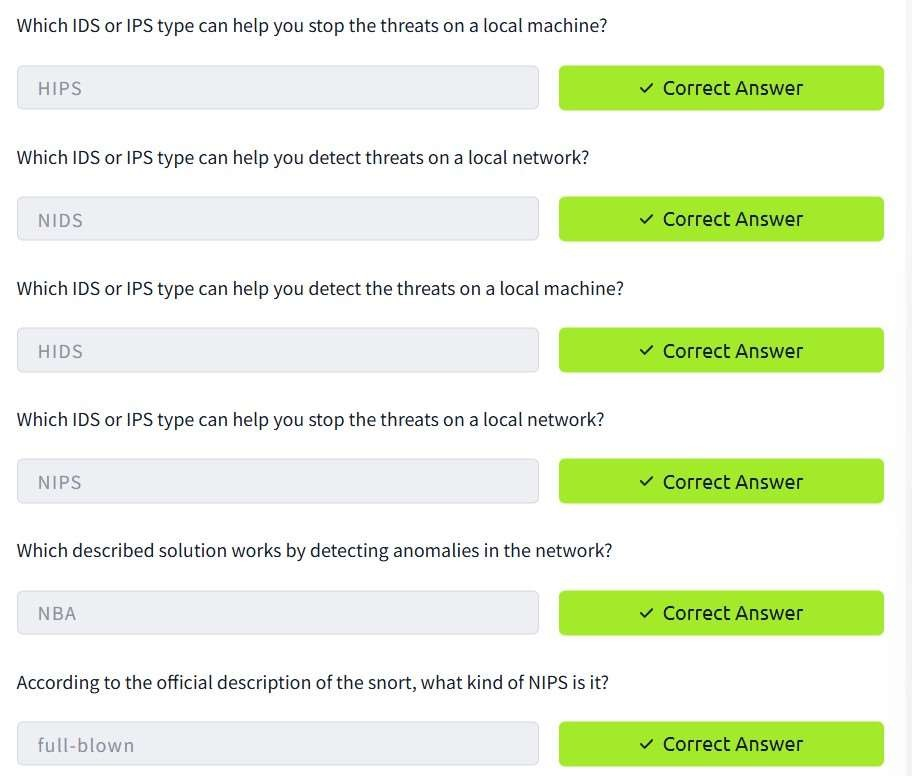 Which IDS or IPS type can help you stop the threats on a local machine?
HIPS
✓ Correct Answer
Which IDS or IPS type can help you detect threats on a local network?
NIDS
✓ Correct Answer
Which IDS or IPS type can help you detect the threats on a local machine?
HIDS
✓ Correct Answer
Which IDS or IPS type can help you stop the threats on a local network?
NIPS
✓ Correct Answer
Which described solution works by detecting anomalies in the network?
NBA
✓ Correct Answer
According to the official description of the snort, what kind of NIPS is it?
full-blown
✓ Correct Answer